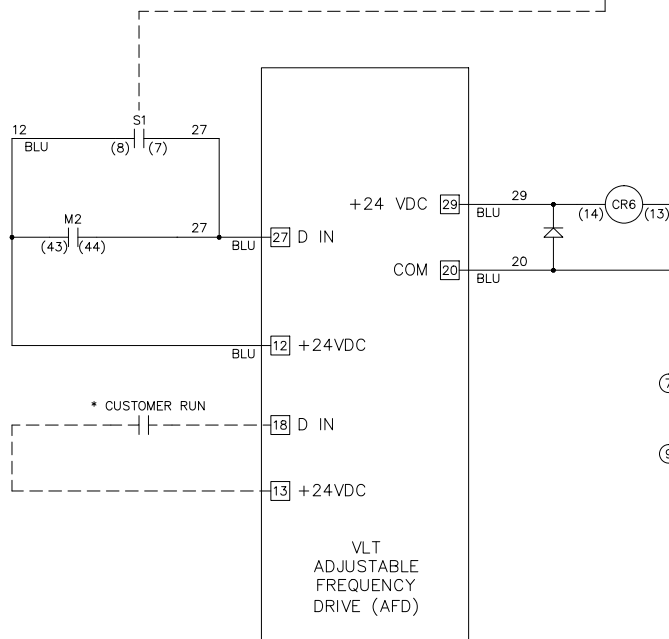 S1
12
27
BLU
(8)
(7)
+24 VDC
29
29
BLU
(14)
CR6
(13)
M2
27
(43)
(44)
BLU
27
D IN
COM
20
20
BLU
BLU
12
+24VDC
* CUSTOMER RUN
18
D IN
13
+24VDC
VLT
ADJUSTABLE
FREQUENCY
DRIVE (AFD)